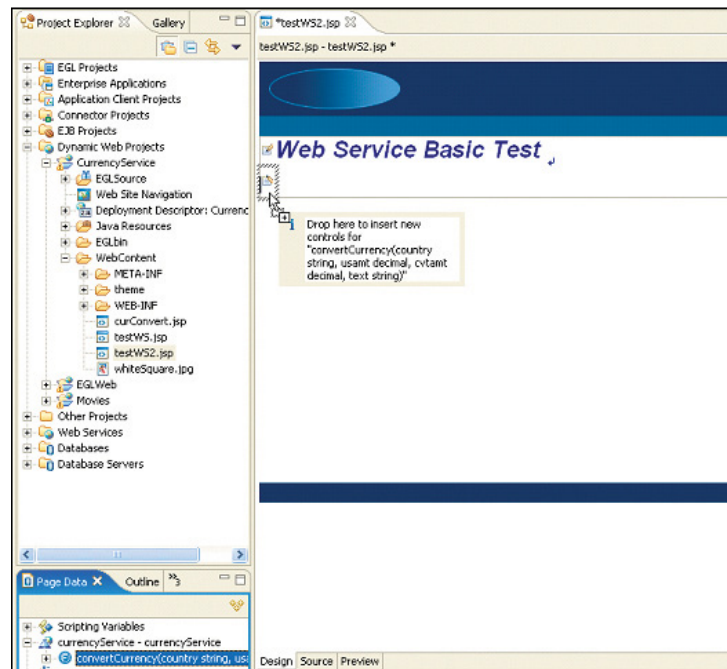 Project Explorer
Gallery
EGL Projects
Enterprise Applications
Application Client Projects
Connector Projects
EJB Projects
Dynamic Web Projects
CurrencyService
EGLSource
Web Site Navigation
Deployment Descriptor: Currenc
Java Resources
EGLbin
WebContent
META-INF
theme
WEB-INF
curConvert.jsp
testWS.jsp
testWS2.jsp
whiteSquare.jpg
EGLWeb
Movies
Other Projects
Web Services
Databases
Database Servers
Page Data
Outline
»3
Scripting Variables
currencyService - currencyService
convertCurrency(country string, usa
*testWS2.jsp
testWS2.jsp - testWS2.jsp *
Web Service Basic Test
Drop here to insert new
controls for
"convertCurrency(country
string, usamt decimal, cvtamt
decimal, text string)"
Design
Source
Preview